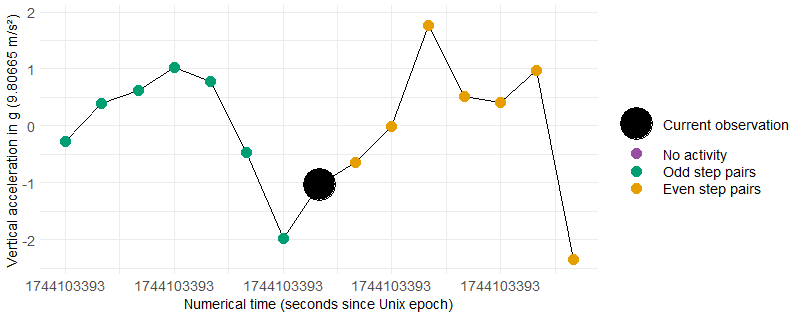 Vertical acceleration in g (9.80665 m/s²)
2
1
0
-1
-2
1744103393 1744103393 1744103393 1744103393 1744103393
Numerical time (seconds since Unix epoch)
Current observation
No activity
Odd step pairs
Even step pairs